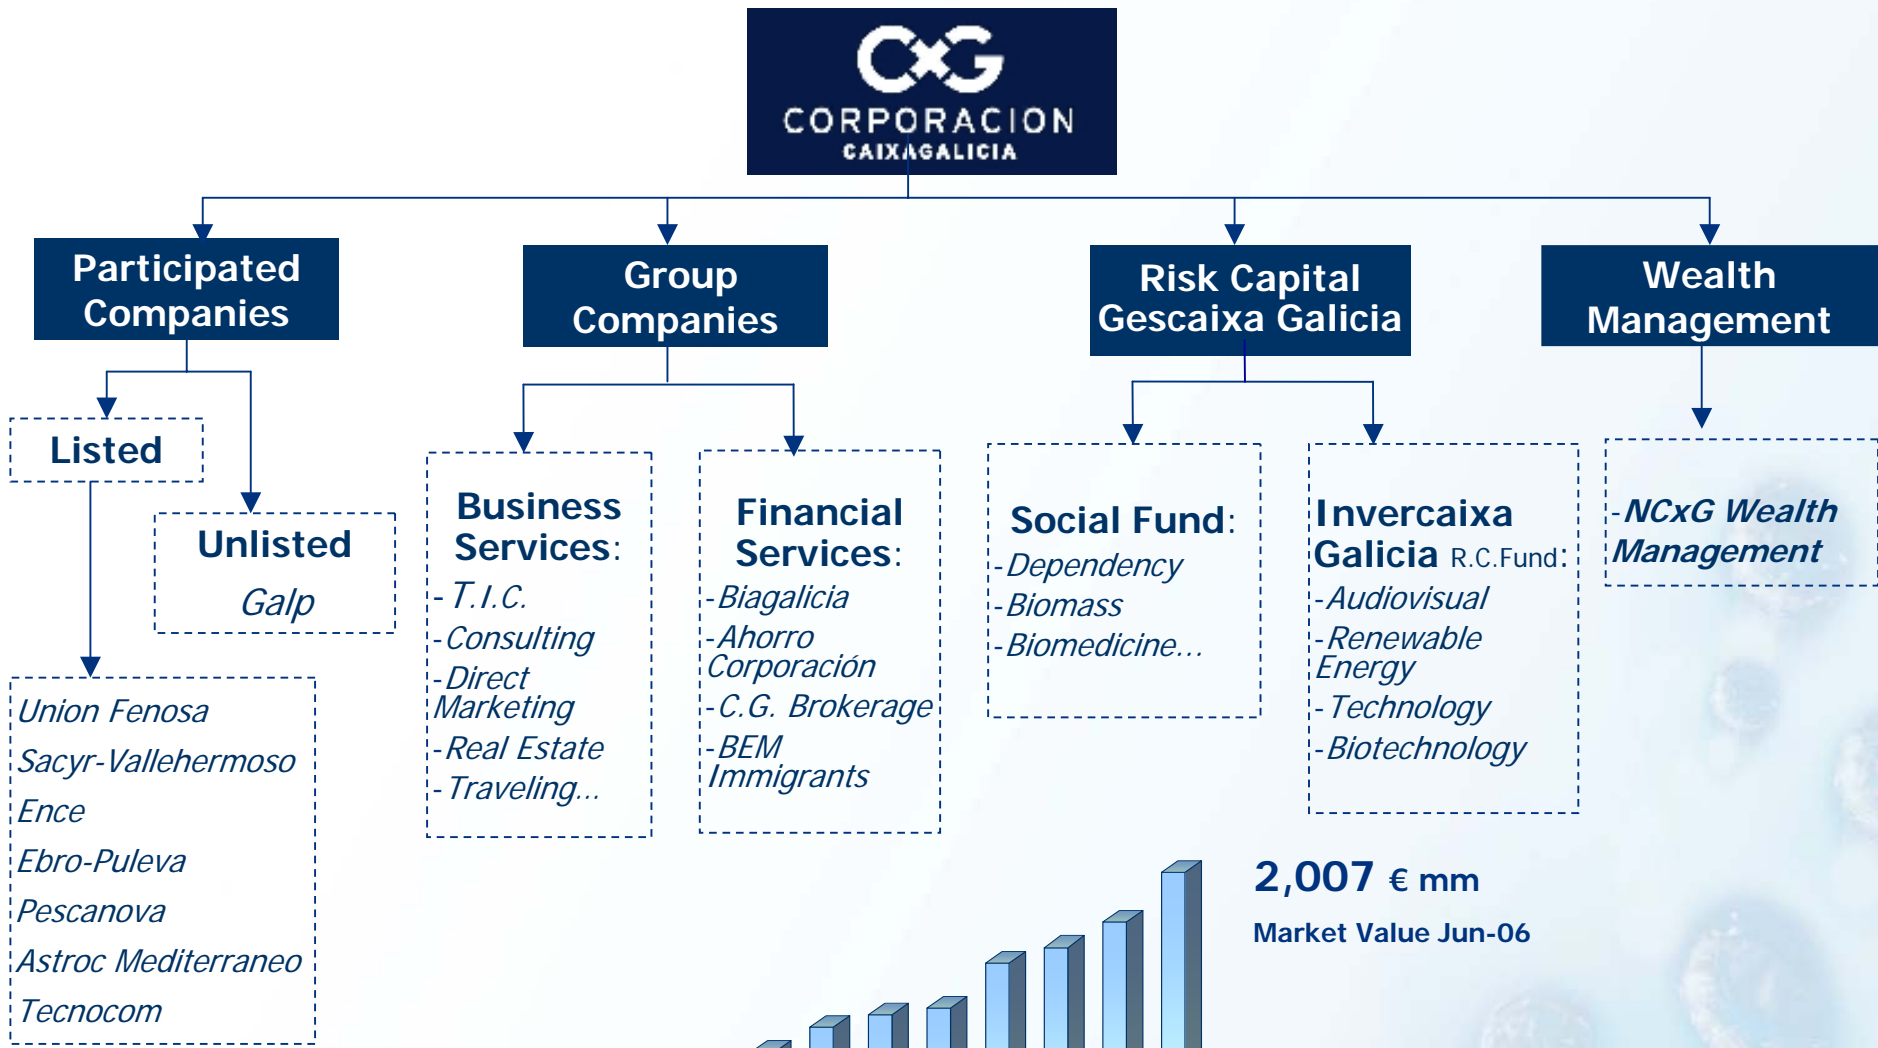 CXG
CORPORACION
CAIXAGALICIA
Participated
Companies
Group
Companies
Risk Capital
Gescaixa Galicia
Wealth
Management
Listed
Unlisted
Galp
Union Fenosa
Sacyr-Vallehermoso
Ence
Ebro-Puleva
Pescanova
Astroc Mediterraneo
Tecnocom
Business
Services:
-T.I.C.
-Consulting
-Direct
Marketing
-Real Estate
-Traveling...
Financial
Services:
-Biagalicia
-Ahorro
Corporación
-C.G. Brokerage
-BEM
Immigrants
Social Fund:
-Dependency
-Biomass
-Biomedicine...
Invercaixa
Galicia R.C.Fund:
-Audiovisual
-Renewable
Energy
-Technology
-Biotechnology
-NCxG Wealth
Management
2,007 € mm
Market Value Jun-06